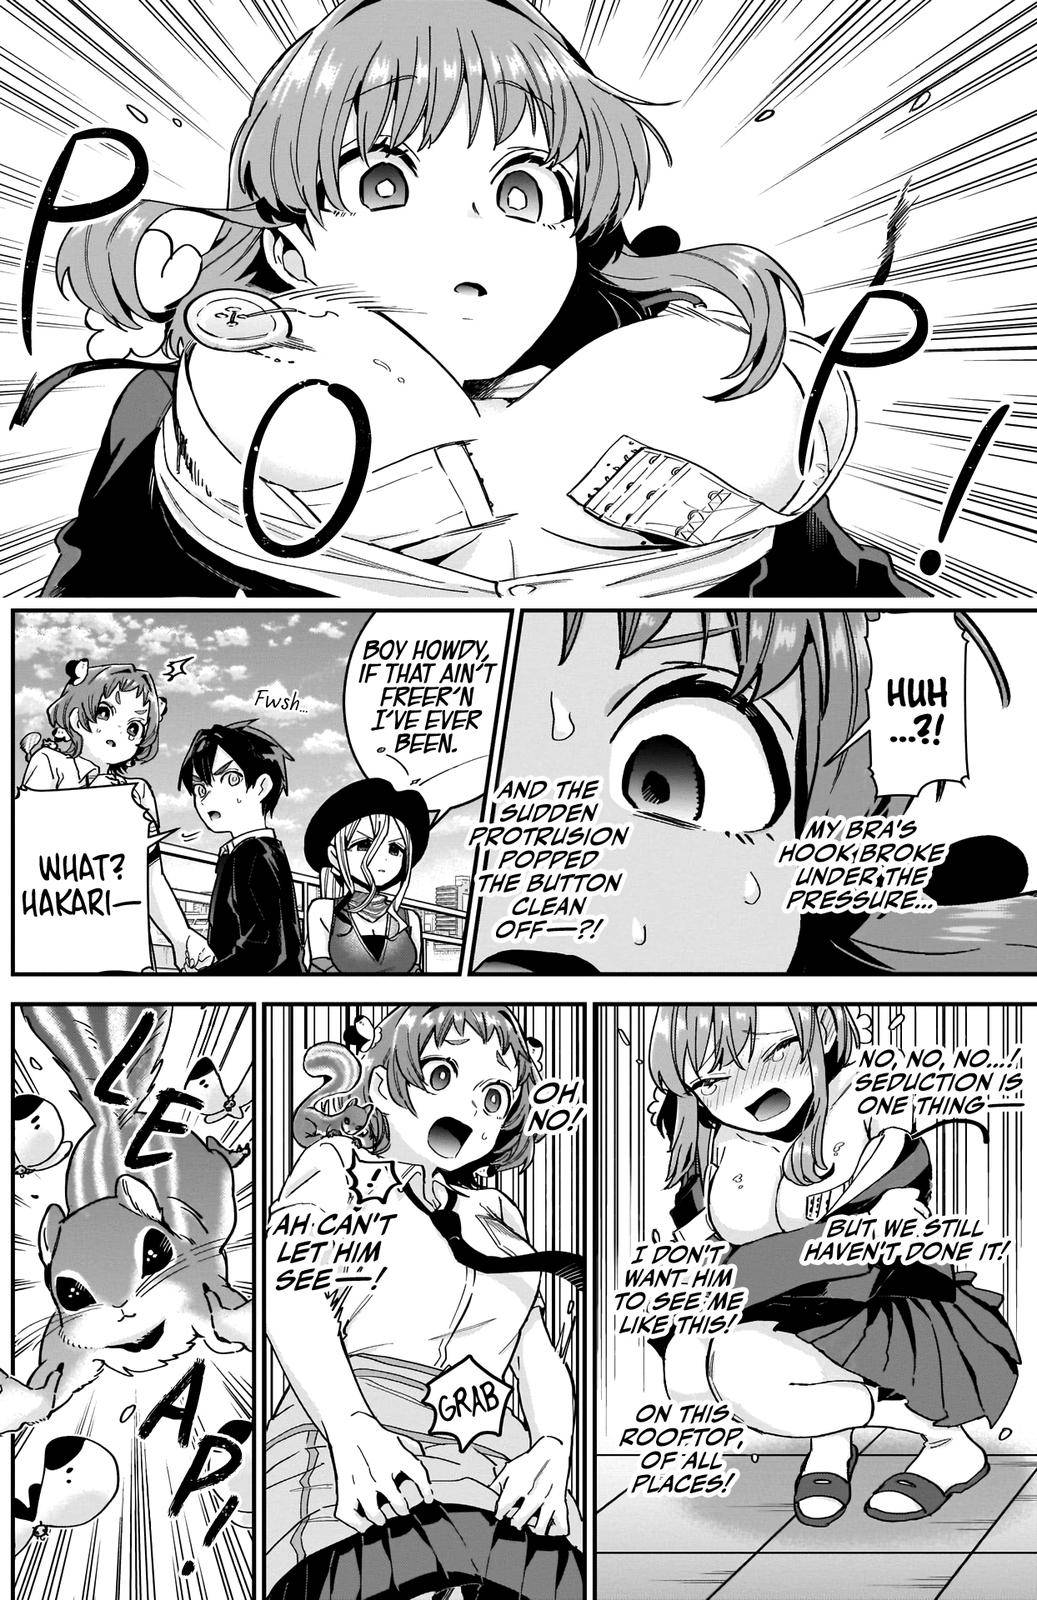 POP!
HUH
...?!
MY BRA'S
HOOK BROKE
UNDER THE
PRESSURE...
AND THE
SUDDEN
PROTRUSION
POPPED
THE BUTTON
CLEAN
OFF—?!
BOY HOWDY,
IF THAT AIN'T
FREER'N
I'VE EVER
BEEN.
Fwsh...
WHAT?
HAKARI—
NO, NO, NO...!
SEDUCTION IS
ONE THING—
BUT WE STILL
HAVEN'T DONE IT!
I DON'T
WANT HIM
TO SEE ME
LIKE THIS!
ON THIS
ROOFTOP,
OF ALL
PLACES!
OH,
NO!
AH CAN'T
LET HIM
SEE—!
GRAB
LEAP!